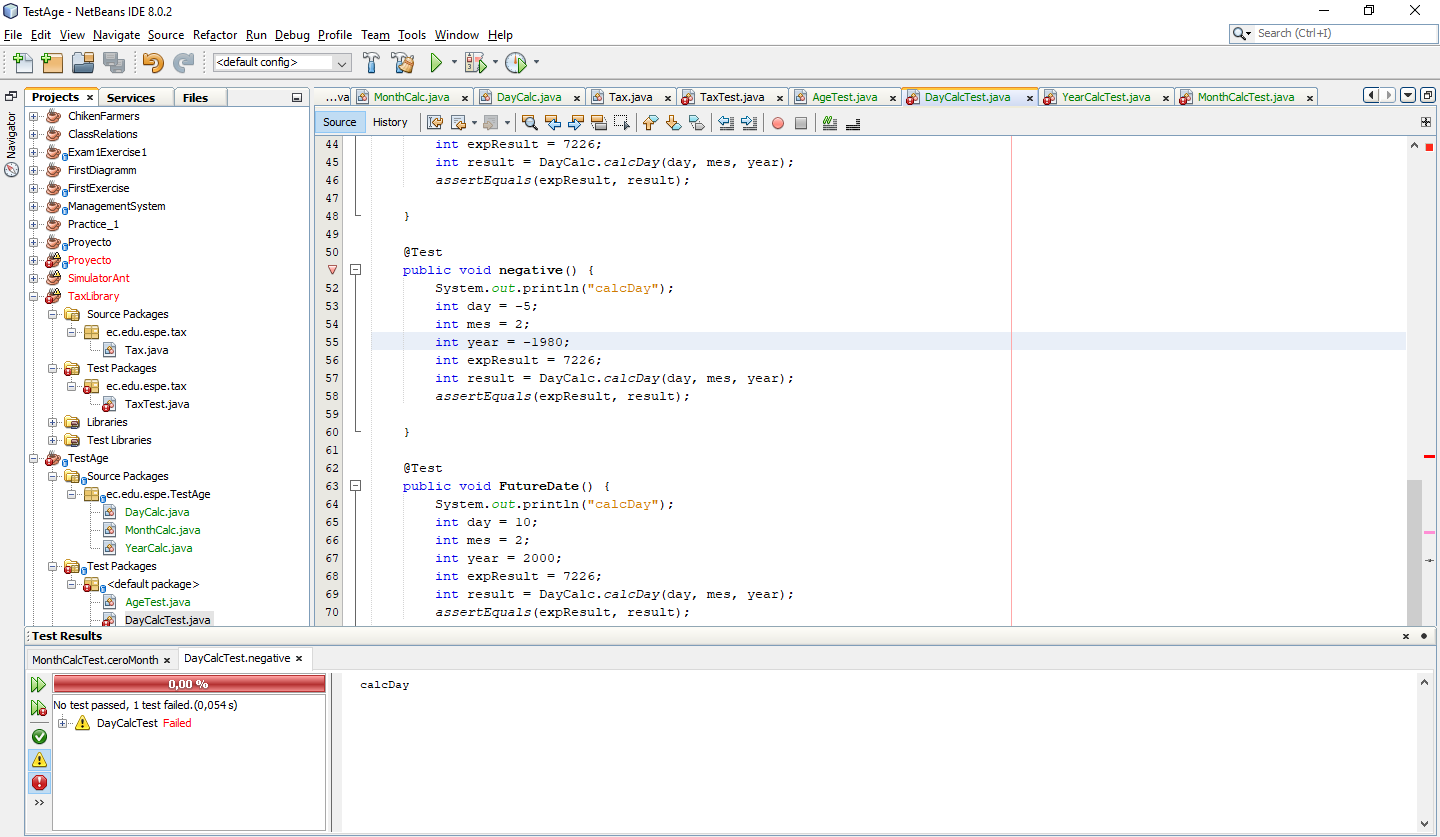 TestAge - NetBeans IDE 8.0.2
File Edit View Navigate Source Refactor Run Debug Profile Team Tools Window Help
Search (Ctrl+I)
<default config>
Projects Services Files
Navigator
ChikenFarmers
ClassRelations
Exam1Exercise1
FirstDiagramm
FirstExercise
ManagementSystem
Practice_1
Proyecto
Proyecto
SimulatorAnt
TaxLibrary
Source Packages
ec.edu.espe.tax
Tax.java
Test Packages
ec.edu.espe.tax
TaxTest.java
Libraries
Test Libraries
TestAge
Source Packages
ec.edu.espe.TestAge
DayCalc.java
MonthCalc.java
YearCalc.java
Test Packages
<default package>
AgeTest.java
DayCalcTest.java
...va MonthCalc.java DayCalc.java Tax.java TaxTest.java AgeTest.java DayCalcTest.java YearCalcTest.java MonthCalcTest.java
Source History
44 int expResult = 7226;
45 int result = DayCalc.calcDay(day, mes, year);
46 assertEquals(expResult, result);
47
48 }
49
50 @Test
public void negative() {
52 System.out.println("calcDay");
53 int day = -5;
54 int mes = 2;
55 int year = -1980;
56 int expResult = 7226;
57 int result = DayCalc.calcDay(day, mes, year);
58 assertEquals(expResult, result);
59
60 }
61
62 @Test
63 public void FutureDate() {
64 System.out.println("calcDay");
65 int day = 10;
66 int mes = 2;
67 int year = 2000;
68 int expResult = 7226;
69 int result = DayCalc.calcDay(day, mes, year);
70 assertEquals(expResult, result);
Test Results
MonthCalcTest.ceroMonth DayCalcTest.negative
0,00 %
No test passed, 1 test failed.(0,054 s)
DayCalcTest Failed
calcDay